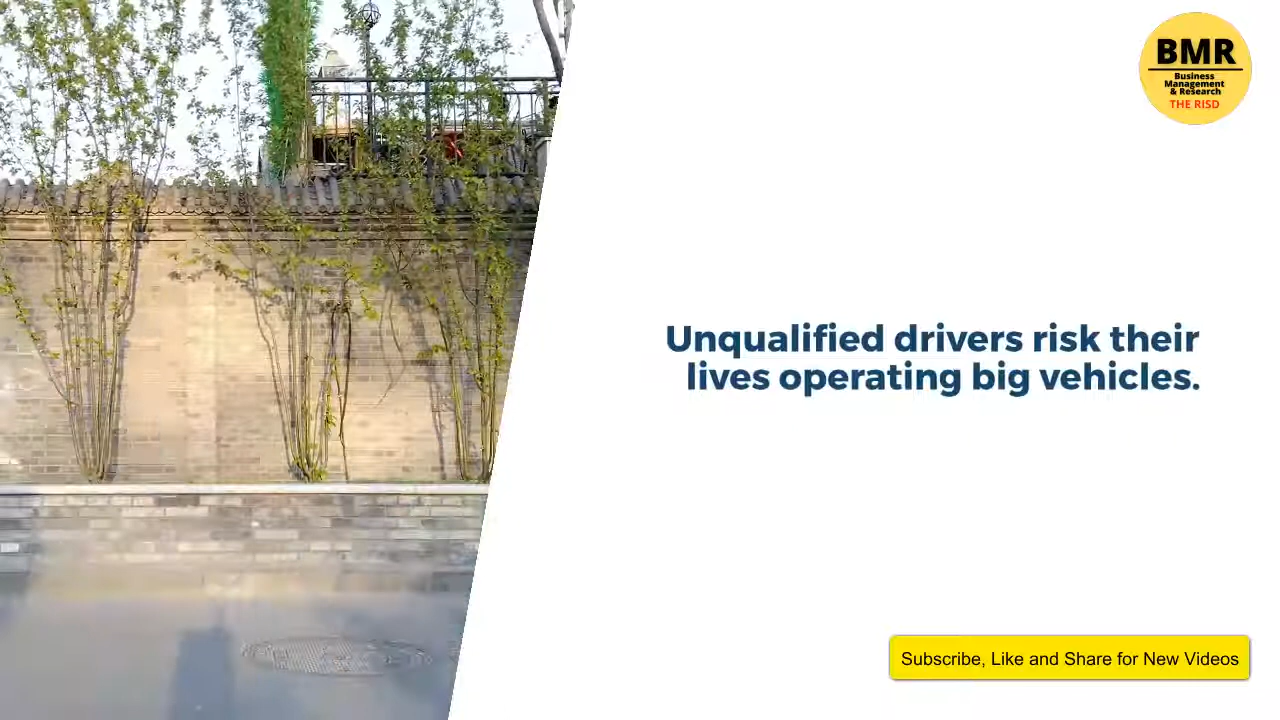 BMR
Business
Management
& Research
THE RISD
Unqualified drivers risk their
lives operating big vehicles.
Subscribe, Like and Share for New Videos